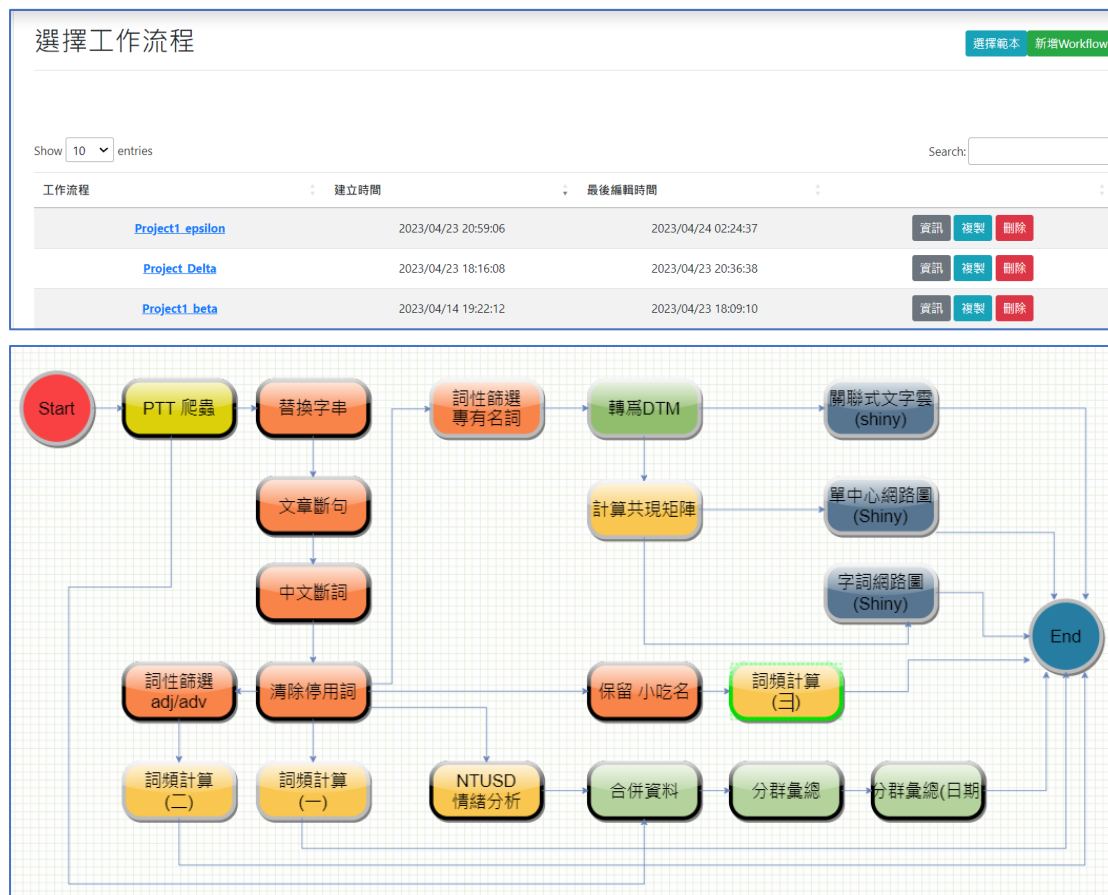 選擇工作流程
選擇範本 新增Workflow
Show 10 entries
Search:
工作流程 建立時間 最後編輯時間
Project1_epsilon 2023/04/23 20:59:06 2023/04/24 02:24:37 資訊 複製 刪除
Project_Delta 2023/04/23 18:16:08 2023/04/23 20:36:38 資訊 複製 刪除
Project1_beta 2023/04/14 19:22:12 2023/04/23 18:09:10 資訊 複製 刪除
Start
PTT 爬蟲
替換字串
詞性篩選
專有名詞
轉爲DTM
關聯式文字雲
(shiny)
文章斷句
計算共現矩陣
單中心網路圖
(Shiny)
中文斷詞
字詞網路圖
(Shiny)
End
詞性篩選
adj/adv
清除停用詞
保留 小吃名
詞頻計算
(三)
詞頻計算
(二)
詞頻計算
(一)
NTUSD
情緒分析
合併資料
分群彙總
分群彙總(日期